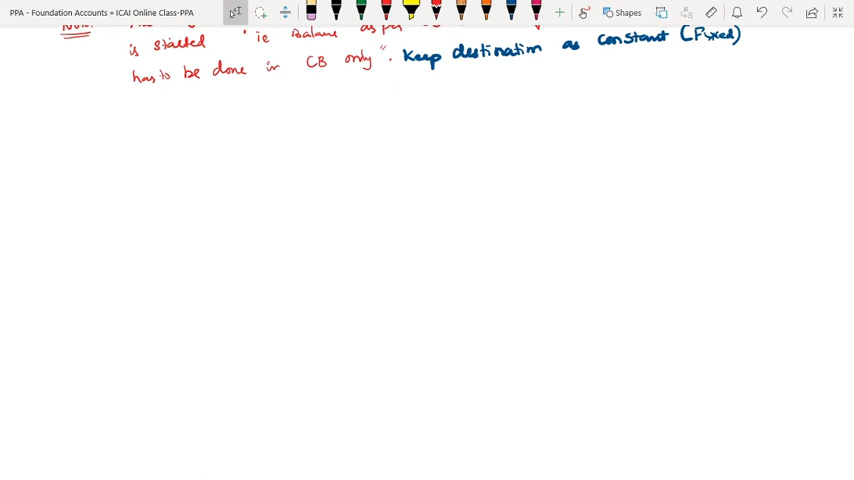 PPA - Foundation Accounts » ICAI Online Class-PPA
Shapes
Note:
is started " ie Balance as per
has to be done in CB only". Keep destination as constant (Fixed)